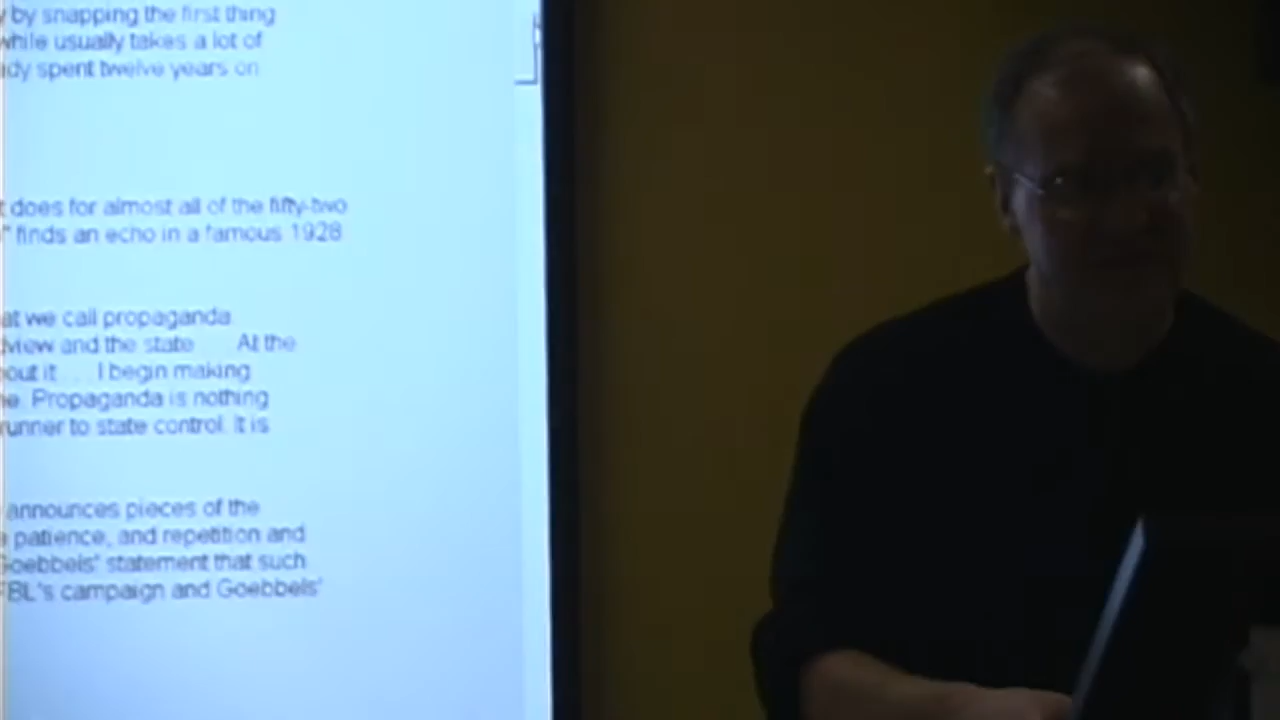 by snapping the first thing
while usually takes a lot of
ady spent twelve years on
t does for almost all of the fifty-two
" finds an echo in a famous 1928
at we call propaganda
dview and the state At the
out it . . . I begin making
e. Propaganda is nothing
runner to state control. It is
announces pieces of the
patience, and repetition and
Goebbels' statement that such
FBL's campaign and Goebbels'